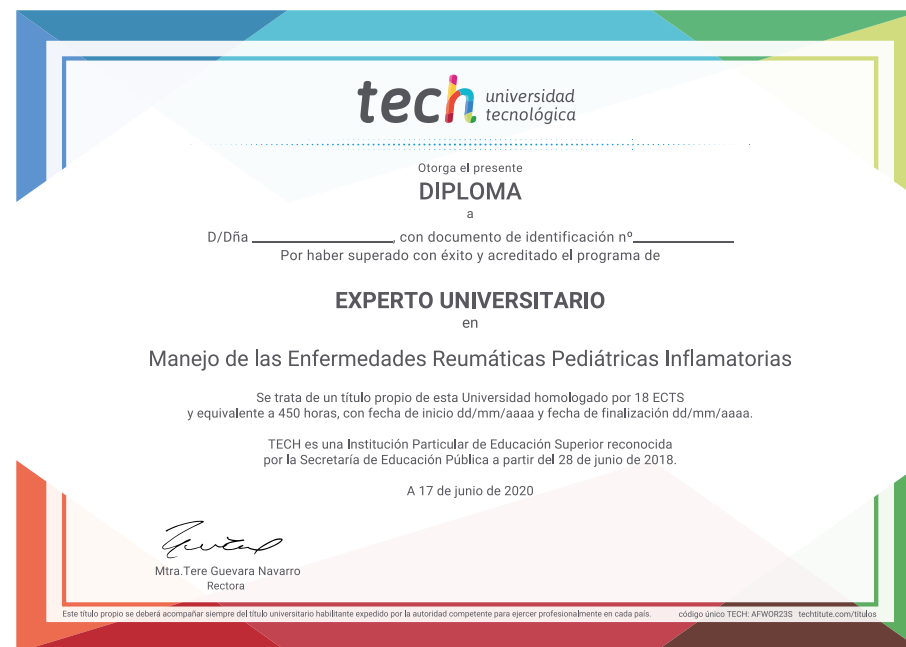 tech universidad
tecnológica
Otorga el presente
DIPLOMA
a
D/Dña ____________________, con documento de identificación nº______________
Por haber superado con éxito y acreditado el programa de
EXPERTO UNIVERSITARIO
en
Manejo de las Enfermedades Reumáticas Pediátricas Inflamatorias
Se trata de un título propio de esta Universidad homologado por 18 ECTS
y equivalente a 450 horas, con fecha de inicio dd/mm/aaaa y fecha de finalización dd/mm/aaaa.
TECH es una Institución Particular de Educación Superior reconocida
por la Secretaría de Educación Pública a partir del 28 de junio de 2018.
A 17 de junio de 2020
Mtra.Tere Guevara Navarro
Rectora
Este título propio se deberá acompañar siempre del título universitario habilitante expedido por la autoridad competente para ejercer profesionalmente en cada país. código único TECH: AFWOR23S techtitute.com/titulos